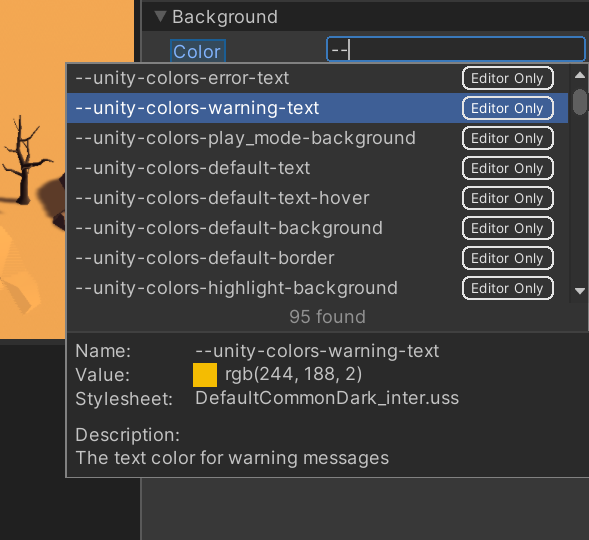 Background
Color --
--unity-colors-error-text Editor Only
--unity-colors-warning-text Editor Only
--unity-colors-play_mode-background Editor Only
--unity-colors-default-text Editor Only
--unity-colors-default-text-hover Editor Only
--unity-colors-default-background Editor Only
--unity-colors-default-border Editor Only
--unity-colors-highlight-background Editor Only
95 found
Name: --unity-colors-warning-text
Value: rgb(244, 188, 2)
Stylesheet: DefaultCommonDark_inter.uss
Description:
The text color for warning messages